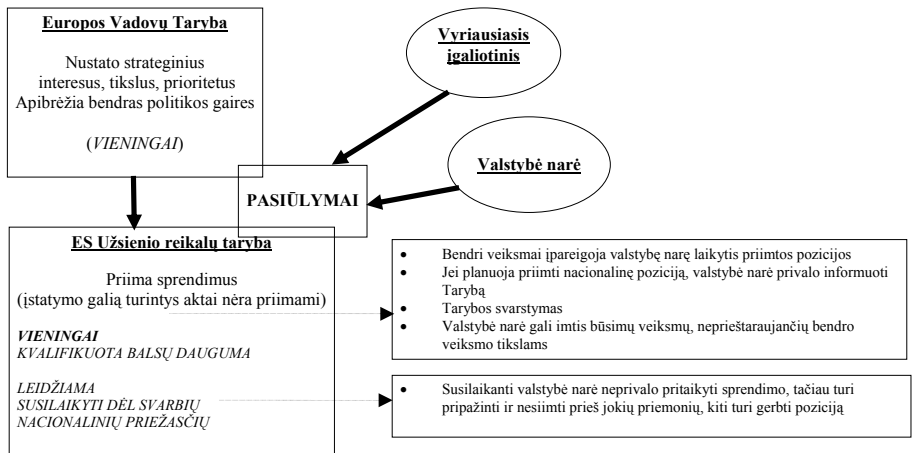 Europos Vadovų Taryba
Nustato strateginius
interesus, tikslus, prioritetus
Apibrėžia bendras politikos gaires
(VIENINGAI)
Vyriausiasis
įgaliotinis
Valstybė narė
PASIŪLYMAI
ES Užsienio reikalų taryba
Priima sprendimus
(įstatymo galią turintys aktai nėra priimami)
VIENINGAI
KVALIFIKUOTA BALSŲ DAUGUMA
LEIDŽIAMA
SUSILAIKYTI DĖL SVARBIŲ
NACIONALINIŲ PRIEŽASČIŲ
• Bendri veiksmai įpareigoja valstybę narę laikytis priimtos pozicijos
• Jei planuoja priimti nacionalinę poziciją, valstybė narė privalo informuoti
Tarybą
• Tarybos svarstymas
• Valstybė narė gali imtis būsimų veiksmų, neprieštaraujančių bendro
veiksmo tikslams
• Susilaikanti valstybė narė neprivalo pritaikyti sprendimo, tačiau turi
pripažinti ir nesiimti prieš jokių priemonių, kiti turi gerbti poziciją